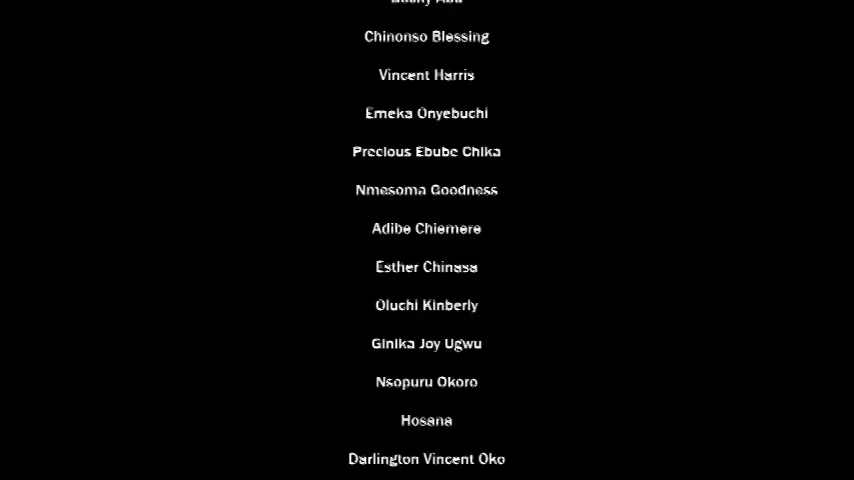 Chinonso Blessing
Vincent Harris
Emeka Onyebuchi
Precious Ebube Chika
Nmesoma Goodness
Adibe Chiemere
Esther Chinasa
Oluchi Kinberly
Ginika Joy Ugwu
Nsopuru Okoro
Hosana
Darlington Vincent Oko